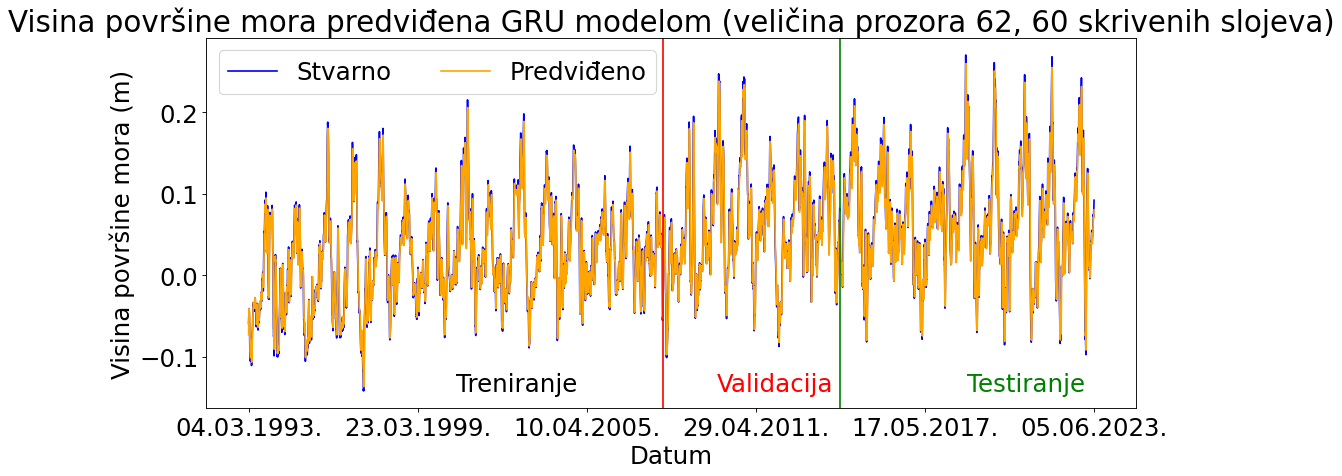 Visina površine mora predviđena GRU modelom (veličina prozora 62, 60 skrivenih slojeva)
Stvarno
Predviđeno
Visina površine mora (m)
0.2
0.1
0.0
−0.1
Treniranje
Validacija
Testiranje
04.03.1993.
23.03.1999.
10.04.2005.
29.04.2011.
17.05.2017.
05.06.2023.
Datum